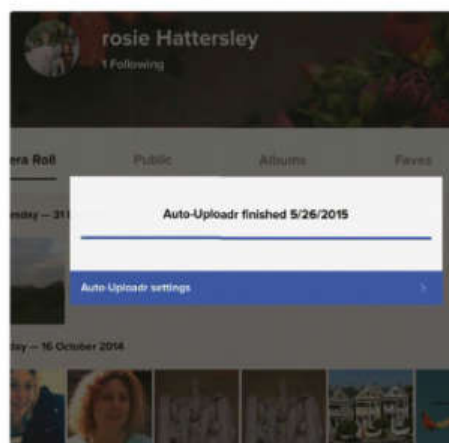 rosie Hattersley
1 Following
era Roll Public Albums Faves
Auto-Uploadr finished 5/26/2015
Auto-Uploadr settings
day — 16 October 2014